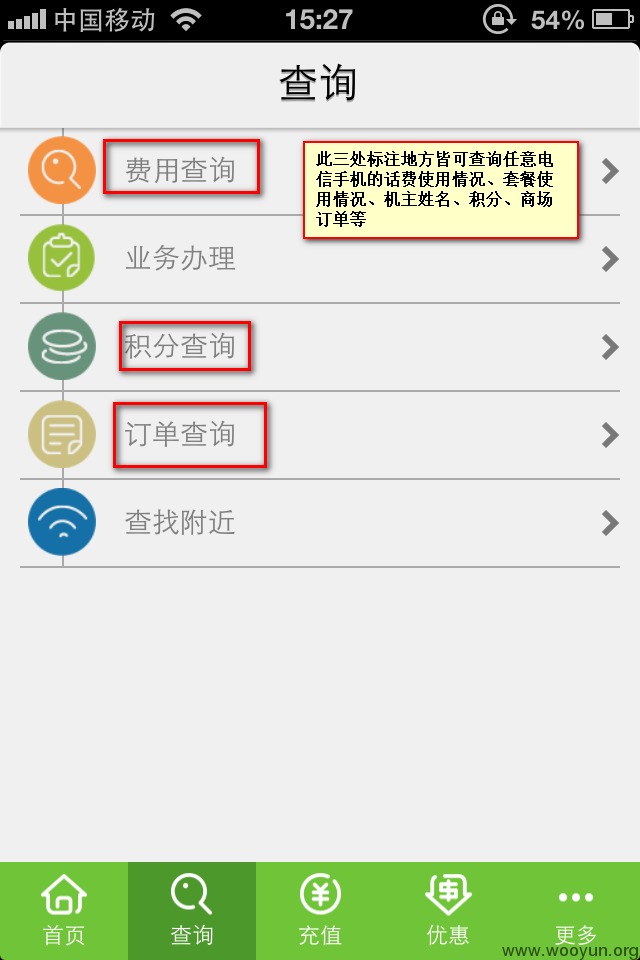 中国移动 15:27 54%
查询
费用查询
此三处标注地方皆可查询任意电
信手机的话费使用情况、套餐使
用情况、机主姓名、积分、商场
订单等
业务办理
积分查询
订单查询
查找附近
首页 查询 充值 优惠 更多
www.wooyun.org